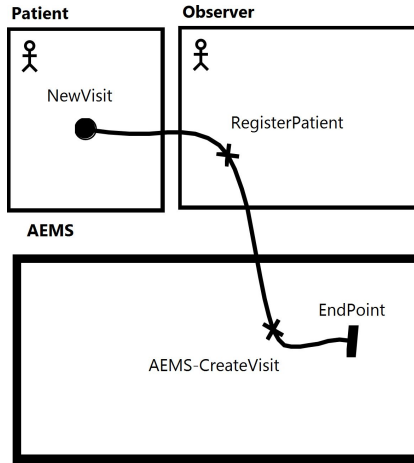 Patient
Observer
NewVisit
RegisterPatient
AEMS
EndPoint
AEMS-CreateVisit